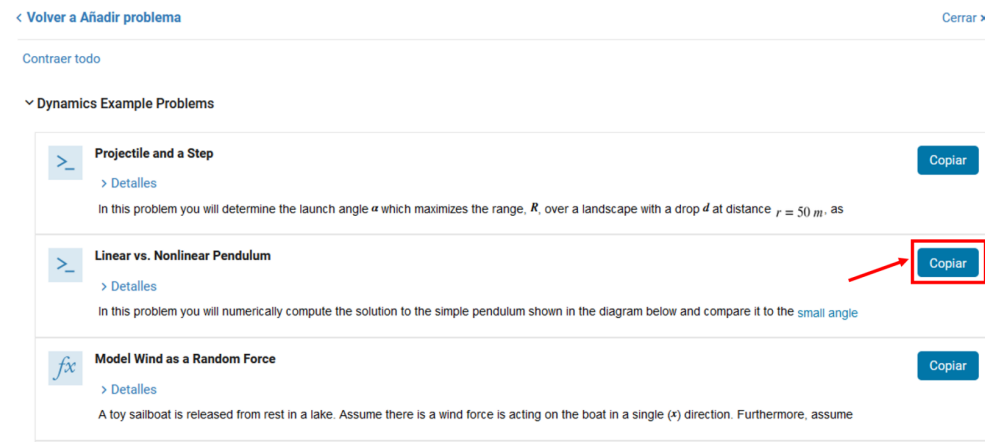 < Volver a Añadir problema
Cerrar ×
Contraer todo
Dynamics Example Problems
>_
Projectile and a Step
Copiar
> Detalles
In this problem you will determine the launch angle α which maximizes the range, R, over a landscape with a drop d at distance r = 50 m, as
>_
Linear vs. Nonlinear Pendulum
Copiar
> Detalles
In this problem you will numerically compute the solution to the simple pendulum shown in the diagram below and compare it to the small angle
fx
Model Wind as a Random Force
Copiar
> Detalles
A toy sailboat is released from rest in a lake. Assume there is a wind force is acting on the boat in a single (x) direction. Furthermore, assume